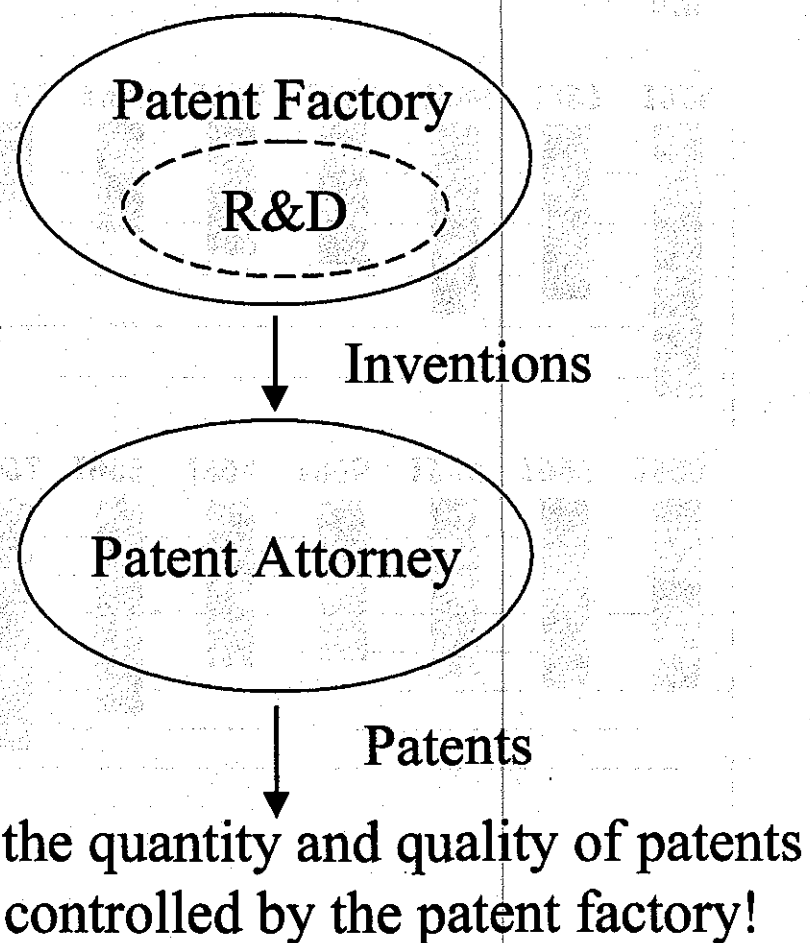 Patent Factory
R&D
Inventions
Patent Attorney
Patents
the quantity and quality of patents
controlled by the patent factory!